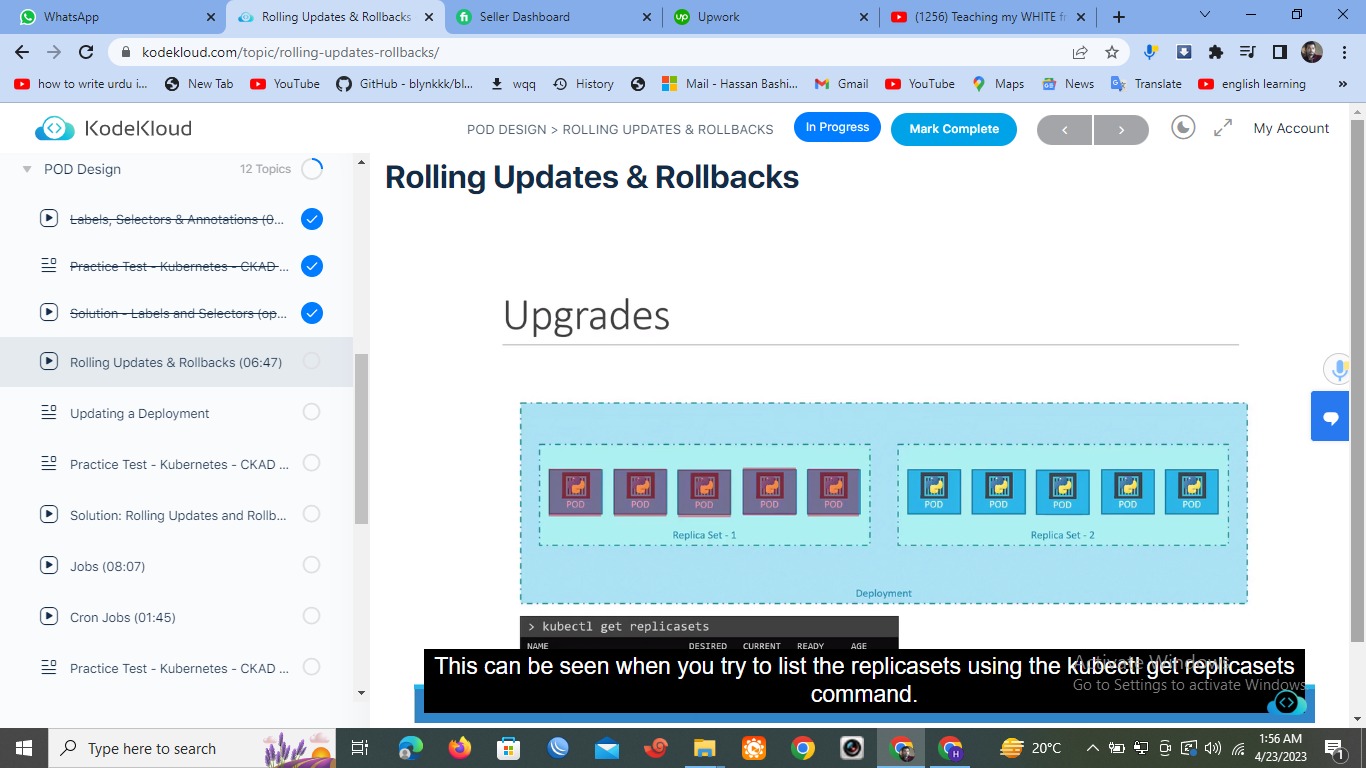 WhatsApp
Rolling Updates & Rollbacks
Seller Dashboard
Upwork
(1256) Teaching my WHITE fr
kodekloud.com/topic/rolling-updates-rollbacks/
how to write urdu i...
New Tab
YouTube
GitHub - blynkkk/bl...
wqq
History
Mail - Hassan Bashi...
Gmail
YouTube
Maps
News
Translate
english learning
»
KodeKloud
POD DESIGN > ROLLING UPDATES & ROLLBACKS
In Progress
Mark Complete
My Account
POD Design
12 Topics
Labels, Selectors & Annotations (0...
Practice Test - Kubernetes - CKAD ...
Solution - Labels and Selectors (op...
Rolling Updates & Rollbacks (06:47)
Updating a Deployment
Practice Test - Kubernetes - CKAD ...
Solution: Rolling Updates and Rollb...
Jobs (08:07)
Cron Jobs (01:45)
Practice Test - Kubernetes - CKAD ...
Rolling Updates & Rollbacks
Upgrades
POD POD POD POD POD
Replica Set - 1
POD POD POD POD POD
Replica Set - 2
Deployment
> kubectl get replicasets
NAME DESIRED CURRENT READY AGE
This can be seen when you try to list the replicasets using the kubectl get replicasets
command.
Activate Windows
Go to Settings to activate Windows.
Type here to search
20°C
1:56 AM
4/23/2023
1